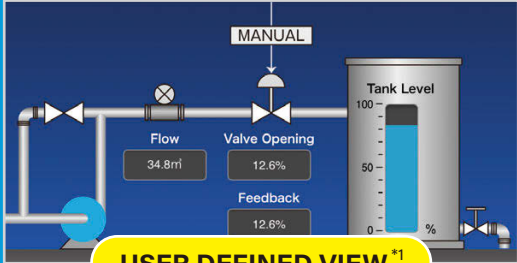 MANUAL
Tank Level
100
50
0
%
Flow
Valve Opening
34.8㎥
12.6%
Feedback
12.6%
USER DEFINED VIEW*1